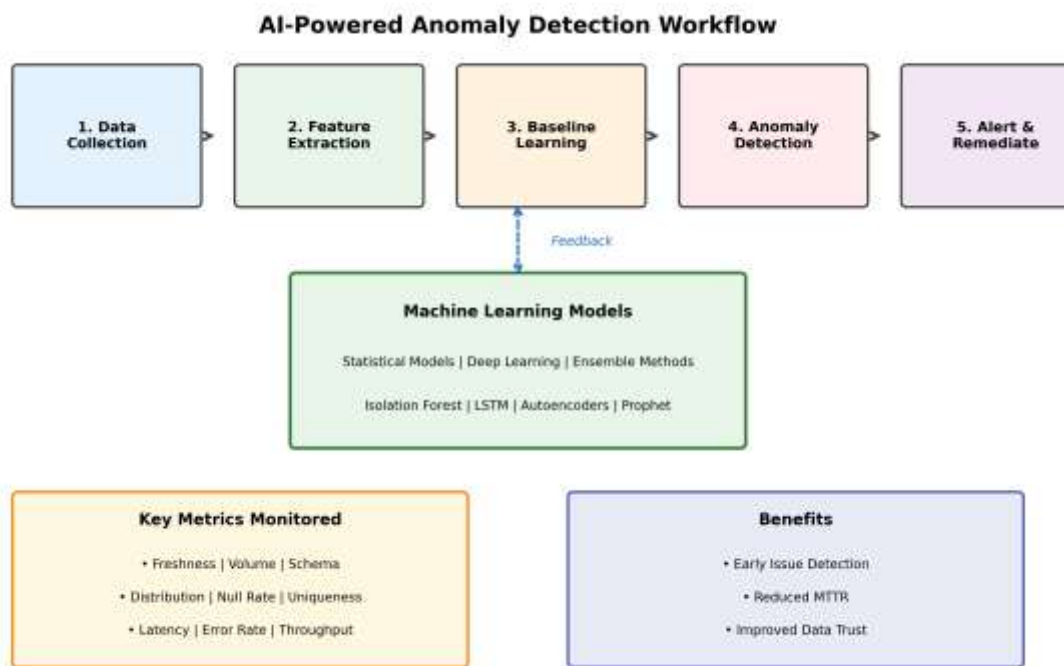 AI-Powered Anomaly Detection Workflow
1. Data
Collection
2. Feature
Extraction
3. Baseline
Learning
4. Anomaly
Detection
5. Alert &
Remediate
Feedback
Machine Learning Models
Statistical Models | Deep Learning | Ensemble Methods
Isolation Forest | LSTM | Autoencoders | Prophet
Key Metrics Monitored
• Freshness | Volume | Schema
• Distribution | Null Rate | Uniqueness
• Latency | Error Rate | Throughput
Benefits
• Early Issue Detection
• Reduced MTTR
• Improved Data Trust